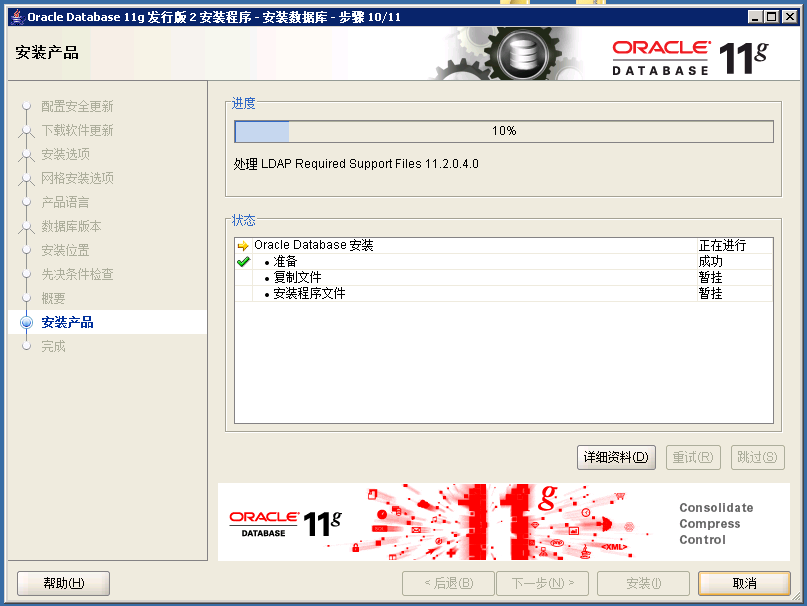 Oracle Database 11g 发行版 2 安装程序 - 安装数据库 - 步骤 10/11
安装产品
ORACLE DATABASE 11g
配置安全更新
下载软件更新
安装选项
网格安装选项
产品语言
数据库版本
安装位置
先决条件检查
概要
安装产品
完成
进度
10%
处理 LDAP Required Support Files 11.2.0.4.0
状态
Oracle Database 安装 正在进行
• 准备 成功
• 复制文件 暂挂
• 安装程序文件 暂挂
详细资料(D) 重试(R) 跳过(S)
ORACLE DATABASE 11g
11g
<XML>
Consolidate
Compress
Control
帮助(H) < 后退(B) 下一步(N) > 安装(I) 取消